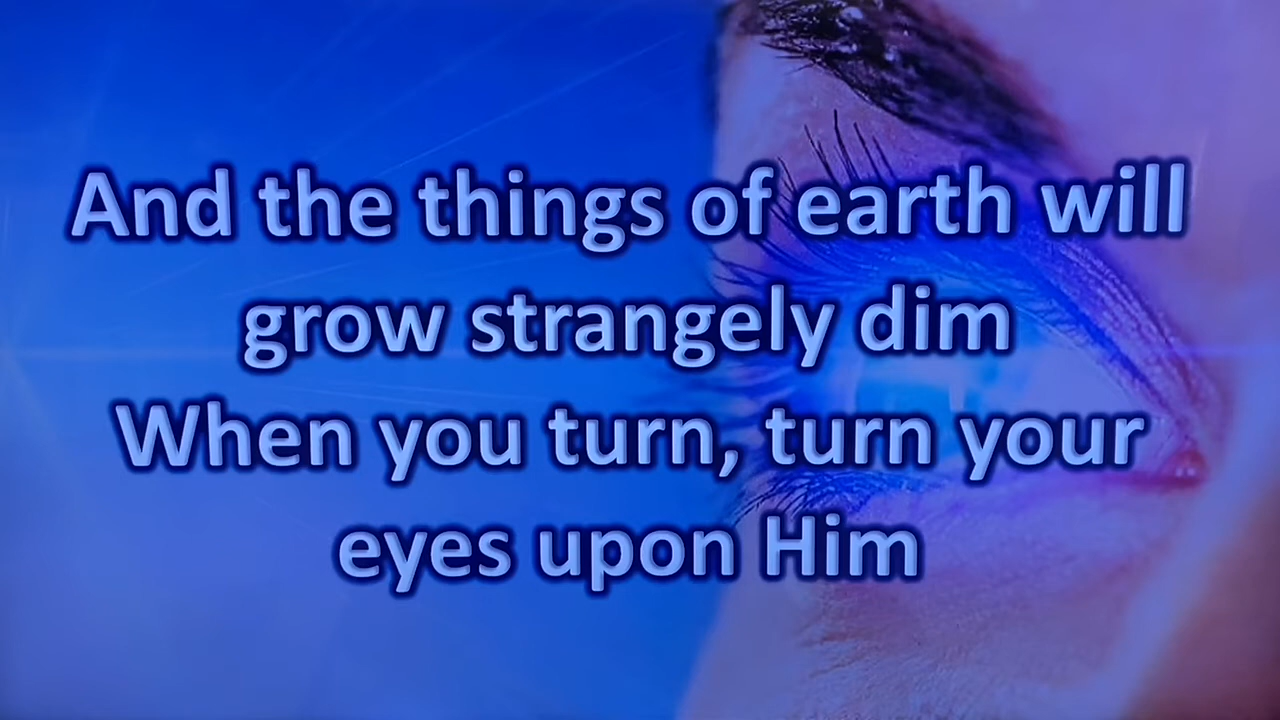 And the things of earth will
grow strangely dim
When you turn, turn your
eyes upon Him